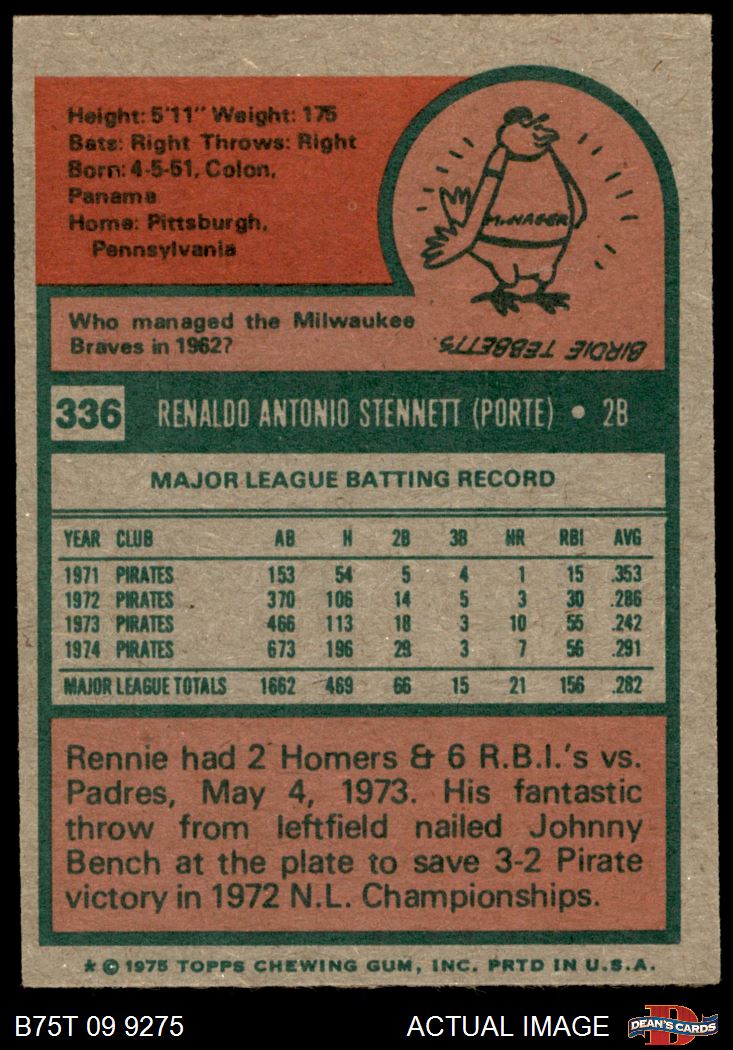 Height: 5'11" Weight: 175
Bats: Right Throws: Right
Born: 4-5-51, Colon,
Panama
Home: Pittsburgh,
Pennsylvania
MANAGER
Who managed the Milwaukee
Braves in 1962?
BIRDIE TEBBETTS
336 RENALDO ANTONIO STENNETT (PORTE) • 2B
MAJOR LEAGUE BATTING RECORD
YEAR CLUB AB H 2B 3B HR RBI AVG
1971 PIRATES 153 54 5 4 1 15 .353
1972 PIRATES 370 106 14 5 3 30 .286
1973 PIRATES 466 113 18 3 10 55 .242
1974 PIRATES 673 196 29 3 7 56 .291
MAJOR LEAGUE TOTALS 1662 469 66 15 21 156 .282
Rennie had 2 Homers & 6 R.B.I.'s vs.
Padres, May 4, 1973. His fantastic
throw from leftfield nailed Johnny
Bench at the plate to save 3-2 Pirate
victory in 1972 N.L. Championships.
* © 1975 TOPPS CHEWING GUM, INC. PRTD IN U.S.A.
B75T 09 9275 ACTUAL IMAGE D DEAN'S CARDS